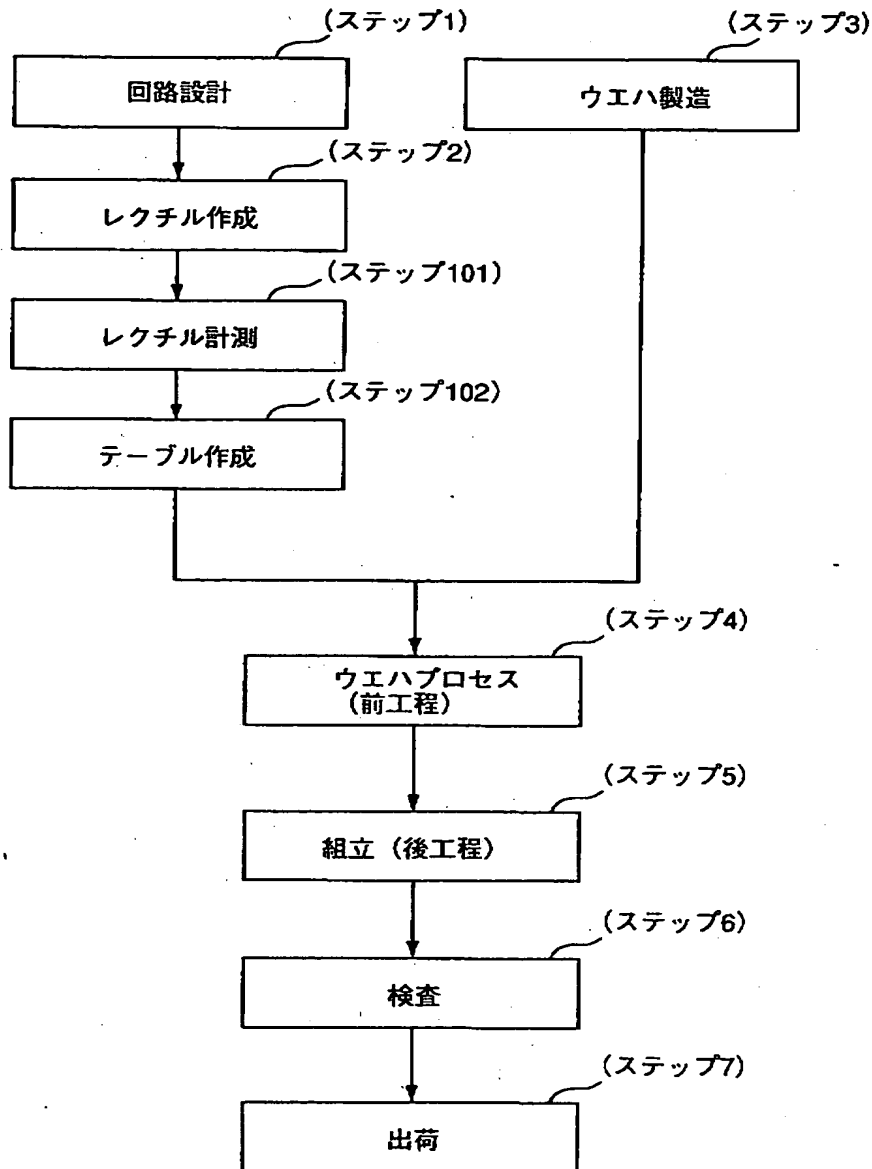 (ステップ1)
回路設計
(ステップ3)
ウエハ製造
(ステップ2)
レクチル作成
(ステップ101)
レクチル計測
(ステップ102)
テーブル作成
(ステップ4)
ウエハプロセス
(前工程)
(ステップ5)
組立(後工程)
(ステップ6)
検査
(ステップ7)
出荷